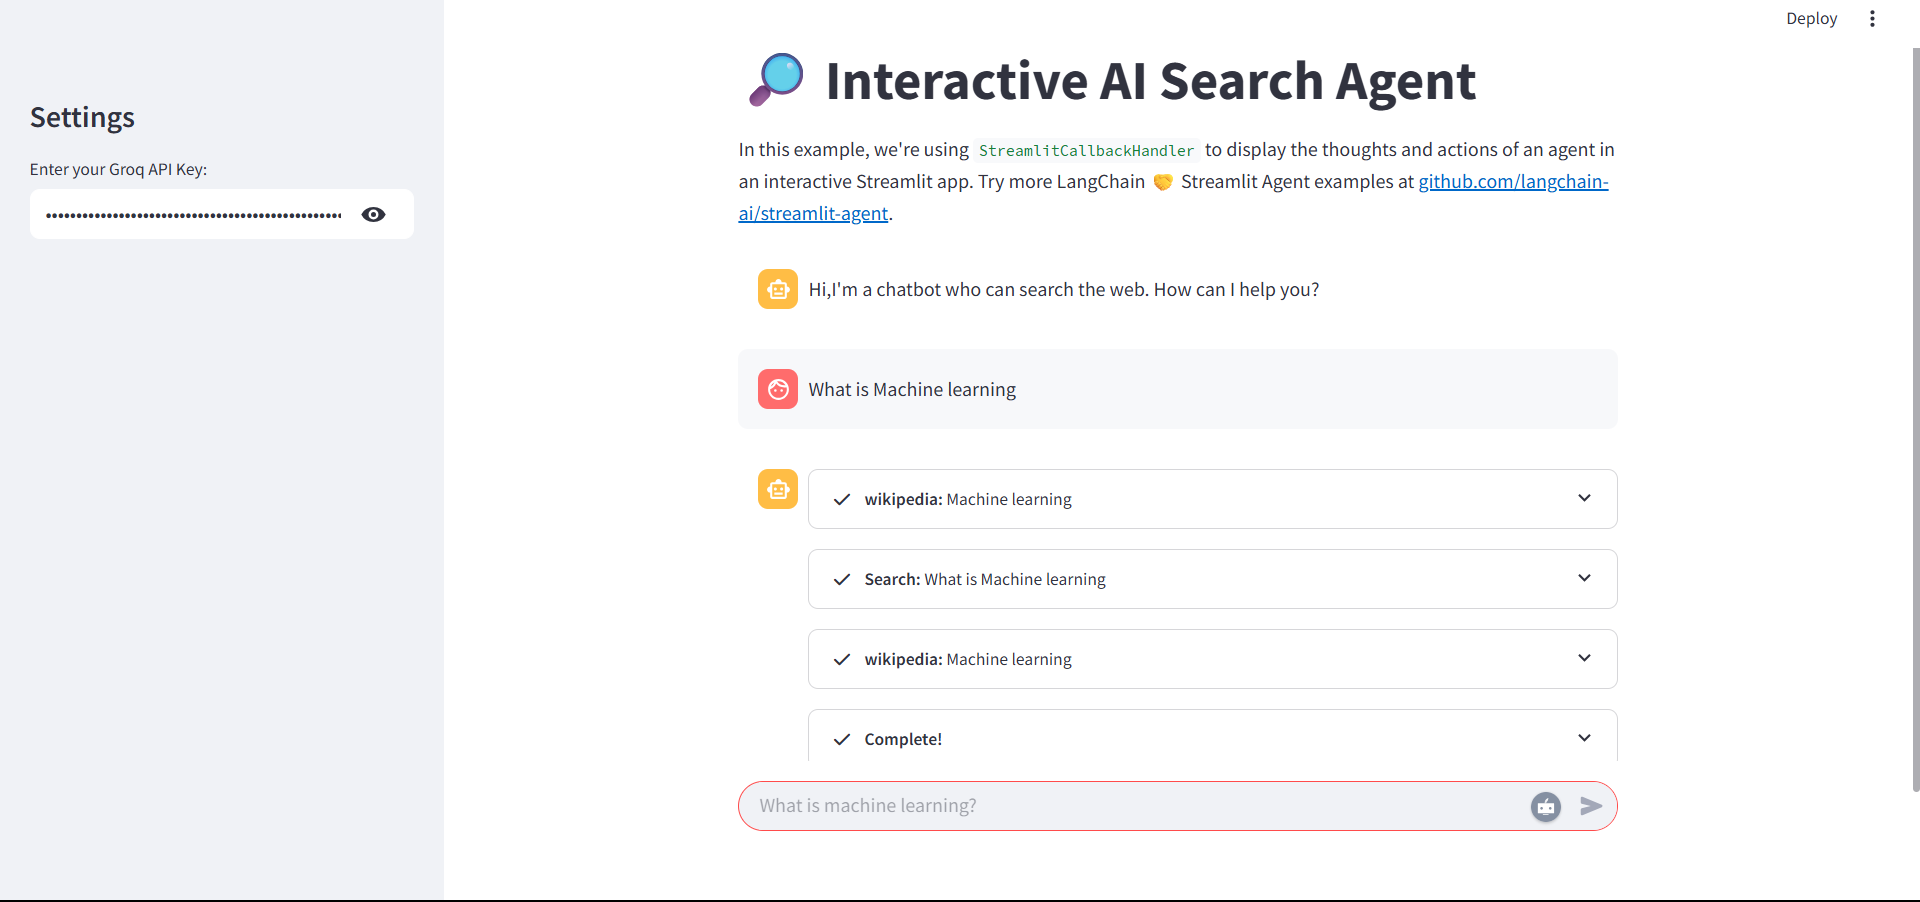 Deploy
Settings
Enter your Groq API Key:
Interactive AI Search Agent
In this example, we're using StreamlitCallbackHandler to display the thoughts and actions of an agent in
an interactive Streamlit app. Try more LangChain 🤝 Streamlit Agent examples at github.com/langchain-
ai/streamlit-agent.
Hi,I'm a chatbot who can search the web. How can I help you?
What is Machine learning
wikipedia: Machine learning
Search: What is Machine learning
wikipedia: Machine learning
Complete!
What is machine learning?